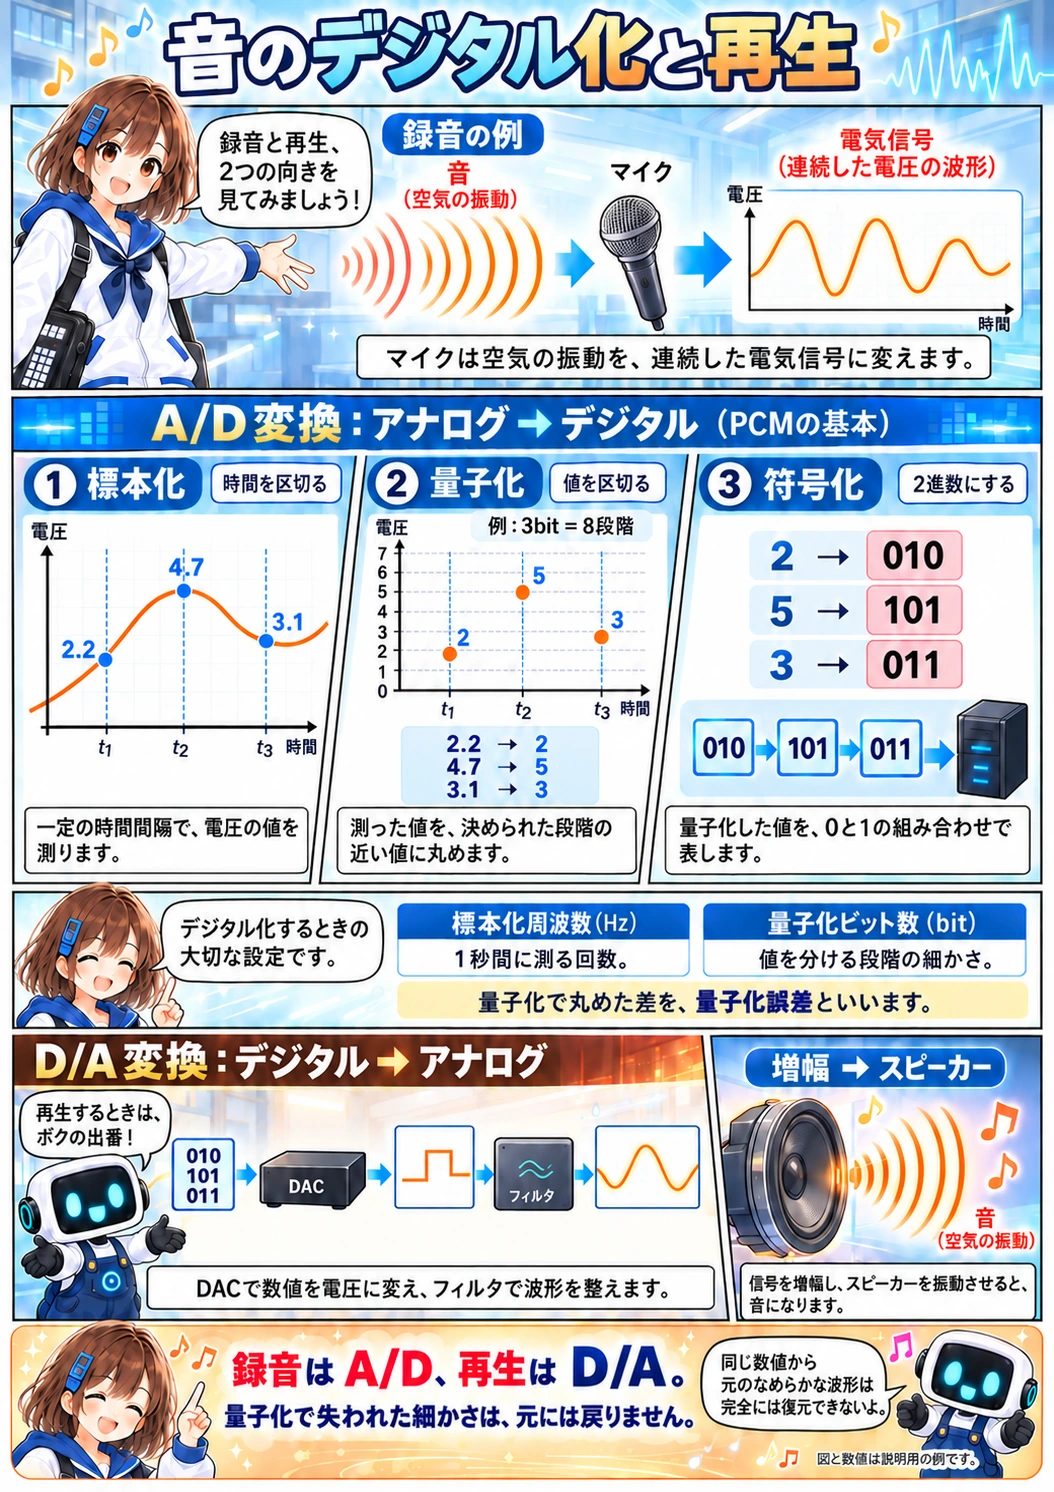 音のデジタル化と再生
録音と再生、
2つの向きを
見てみましょう!
録音の例
音
(空気の振動)
マイク
電気信号
(連続した電圧の波形)
電圧
時間
マイクは空気の振動を、連続した電気信号に変えます。
A/D変換:アナログ→デジタル(PCMの基本)
1 標本化
時間を区切る
電圧
2.2
4.7
3.1
t1 t2 t3 時間
一定の時間間隔で、電圧の値を
測ります。
2 量子化
値を区切る
電圧
例:3bit = 8段階
7
6
5
4
3
2
1
0
2
5
3
t1 t2 t3 時間
2.2 → 2
4.7 → 5
3.1 → 3
測った値を、決められた段階の
近い値に丸めます。
3 符号化
2進数にする
2 → 010
5 → 101
3 → 011
010 101 011
量子化した値を、0と1の組み合わせで
表します。
デジタル化するときの
大切な設定です。
標本化周波数(Hz)
1秒間に測る回数。
量子化ビット数(bit)
値を分ける段階の細かさ。
量子化で丸めた差を、量子化誤差といいます。
D/A変換:デジタル→アナログ
再生するときは、
ボクの出番!
010
101
011
DAC
フィルタ
DACで数値を電圧に変え、フィルタで波形を整えます。
増幅→スピーカー
音
(空気の振動)
信号を増幅し、スピーカーを振動させると、
音になります。
録音はA/D、再生はD/A。
量子化で失われた細かさは、元には戻りません。
同じ数値から
元のなめらかな波形は
完全には復元できないよ。
図と数値は説明用の例です。